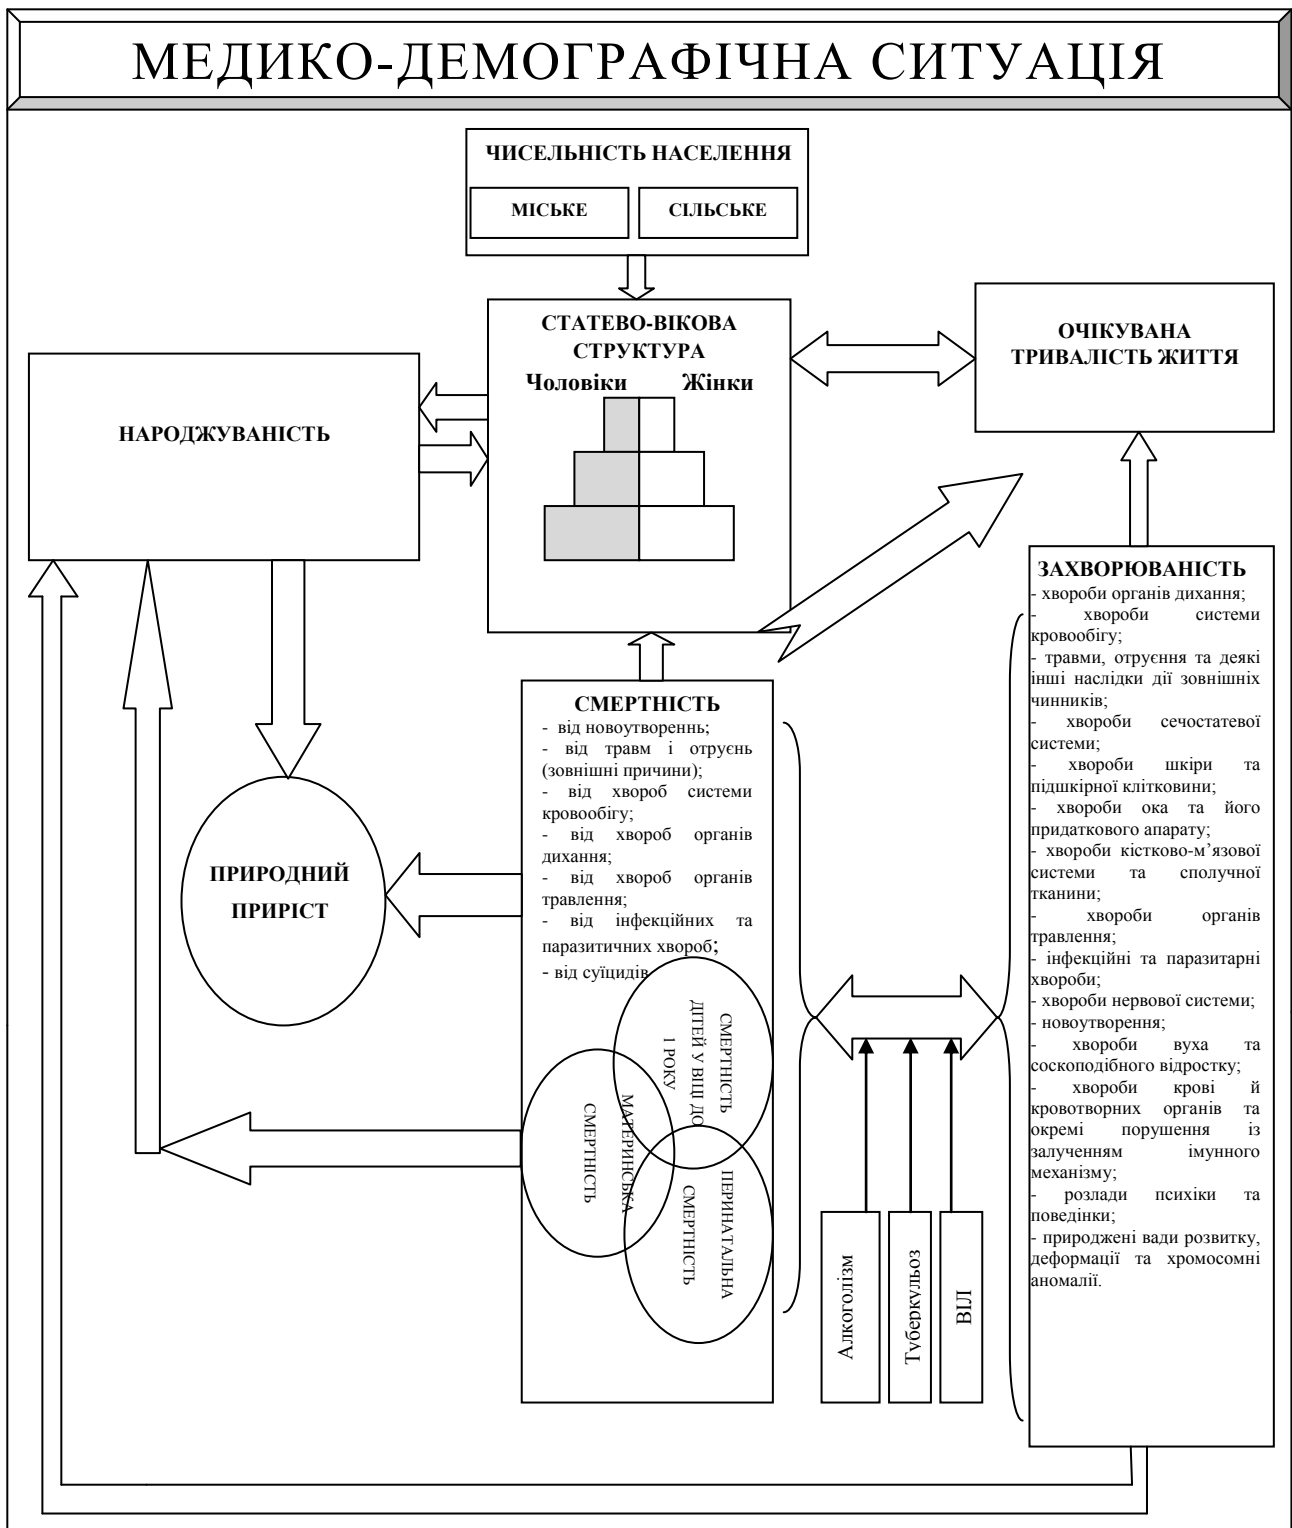 МЕДИКО-ДЕМОГРАФІЧНА СИТУАЦІЯ
ЧИСЕЛЬНІСТЬ НАСЕЛЕННЯ
МІСЬКЕ
СІЛЬСЬКЕ
СТАТЕВО-ВІКОВА
СТРУКТУРА
Чоловіки Жінки
ОЧІКУВАНА
ТРИВАЛІСТЬ ЖИТТЯ
НАРОДЖУВАНІСТЬ
СМЕРТНІСТЬ
- від новоутвореннь;
- від травм і отруєнь
(зовнішні причини);
- від хвороб системи
кровообігу;
- від хвороб органів
дихання;
- від хвороб органів
травлення;
- від інфекційних та
паразитичних хвороб;
- від суїцидів
СМЕРТНІСТЬ
ДІТЕЙ У ВІЦІ ДО
1 РОКУ
МАТЕРИНСЬКА
СМЕРТНІСТЬ
ПЕРИНАТАЛЬНА
СМЕРТНІСТЬ
ПРИРОДНИЙ
ПРИРІСТ
Алкоголізм
Туберкульоз
ВІЛ
ЗАХВОРЮВАНІСТЬ
- хвороби органів дихання;
- хвороби системи
кровообігу;
- травми, отруєння та деякі
інші наслідки дії зовнішніх
чинників;
- хвороби сечостатевої
системи;
- хвороби шкіри та
підшкірної клітковини;
- хвороби ока та його
придаткового апарату;
- хвороби кістково-м’язової
системи та сполучної
тканини;
- хвороби органів
травлення;
- інфекційні та паразитарні
хвороби;
- хвороби нервової системи;
- новоутворення;
- хвороби вуха та
соскоподібного відростку;
- хвороби крові й
кровотворних органів та
окремі порушення із
залученням імунного
механізму;
- розлади психіки та
поведінки;
- природжені вади розвитку,
деформації та хромосомні
аномалії.